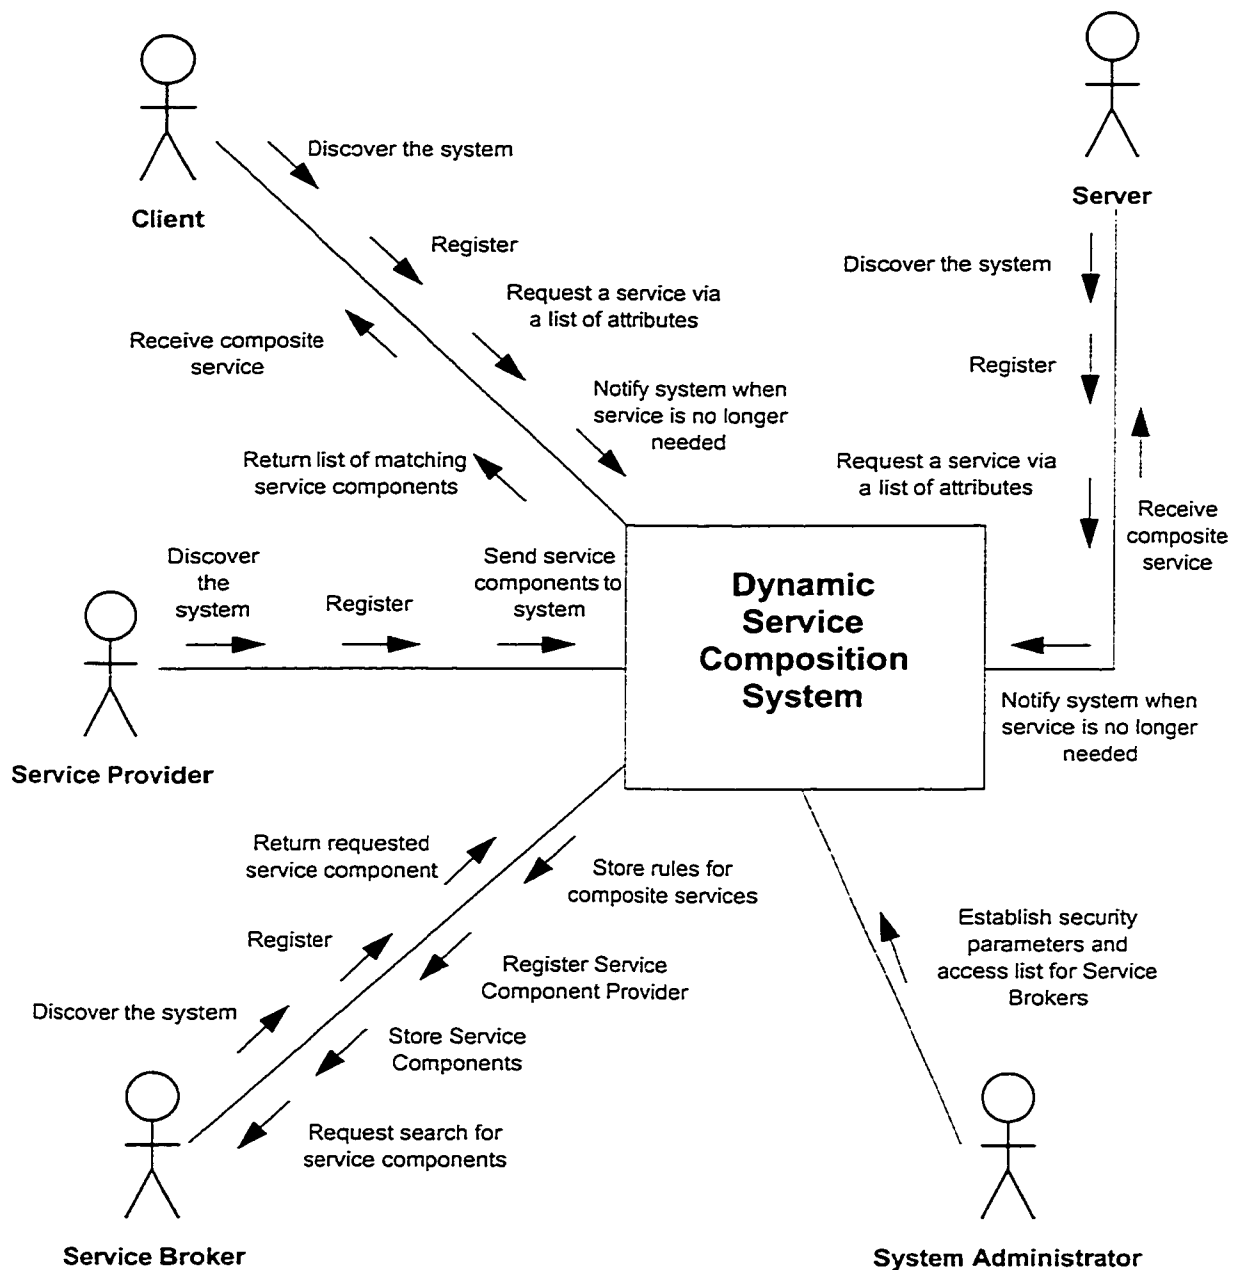 Discover the system
Client
Server
Register
Discover the system
Request a service via
a list of attributes
Receive composite
service
Register
Notify system when
service is no longer
needed
Return list of matching
service components
Request a service via
a list of attributes
Receive
composite
service
Discover
the
system
Register
Send service
components to
system
Dynamic
Service
Composition
System
Notify system when
service is no longer
needed
Service Provider
Return requested
service component
Store rules for
composite services
Register
Establish security
parameters and
access list for Service
Brokers
Register Service
Component Provider
Discover the system
Store Service
Components
Request search for
service components
Service Broker
System Administrator